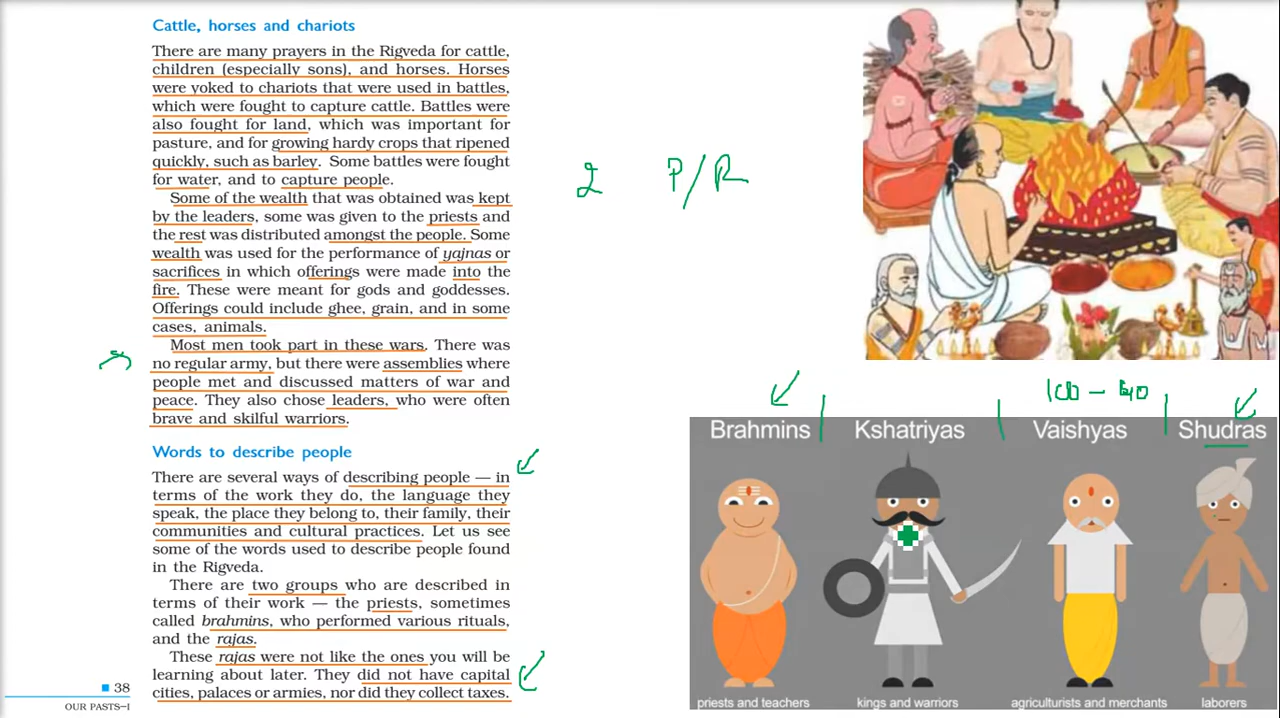 Cattle, horses and chariots
There are many prayers in the Rigveda for cattle,
children (especially sons), and horses. Horses
were yoked to chariots that were used in battles,
which were fought to capture cattle. Battles were
also fought for land, which was important for
pasture, and for growing hardy crops that ripened
quickly, such as barley. Some battles were fought
for water, and to capture people.
Some of the wealth that was obtained was kept
by the leaders, some was given to the priests and
the rest was distributed amongst the people. Some
wealth was used for the performance of yajnas or
sacrifices in which offerings were made into the
fire. These were meant for gods and goddesses.
Offerings could include ghee, grain, and in some
cases, animals.
Most men took part in these wars. There was
no regular army, but there were assemblies where
people met and discussed matters of war and
peace. They also chose leaders, who were often
brave and skilful warriors.
Words to describe people
There are several ways of describing people — in
terms of the work they do, the language they
speak, the place they belong to, their family, their
communities and cultural practices. Let us see
some of the words used to describe people found
in the Rigveda.
There are two groups who are described in
terms of their work — the priests, sometimes
called brahmins, who performed various rituals,
and the rajas.
These rajas were not like the ones you will be
learning about later. They did not have capital
cities, palaces or armies, nor did they collect taxes.
38
OUR PASTS–I
2 P/R
100 - 40
Brahmins Kshatriyas Vaishyas Shudras
priests and teachers kings and warriors agriculturists and merchants laborers